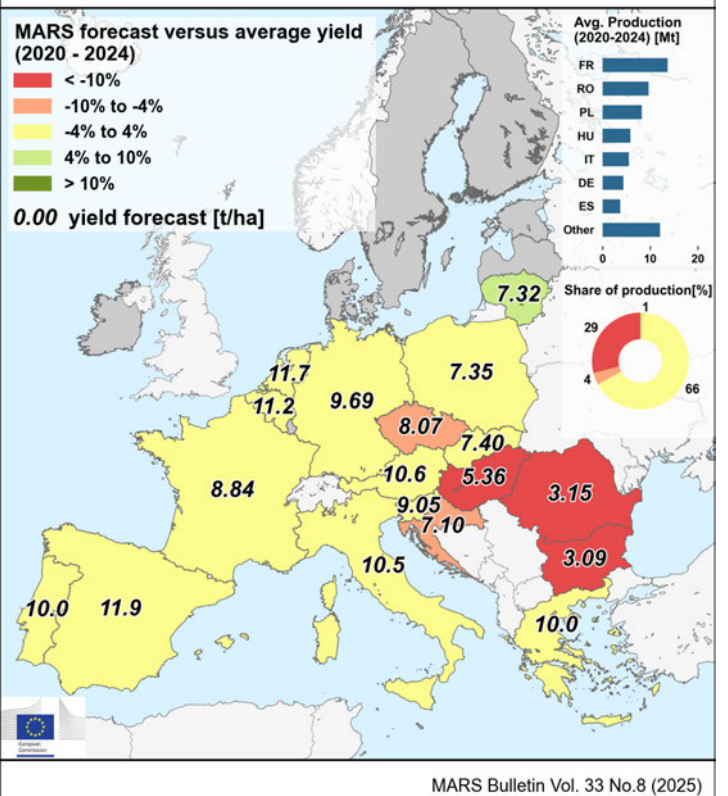 MARS forecast versus average yield
(2020 - 2024)
< -10%
-10% to -4%
-4% to 4%
4% to 10%
> 10%
0.00 yield forecast [t/ha]
Avg. Production
(2020-2024) [Mt]
FR
RO
PL
HU
IT
DE
ES
Other
0 10 20
Share of production[%]
1
29
4
66
7.32
11.7
7.35
11.2
9.69
8.07
7.40
10.6
5.36
8.84
3.15
9.05
7.10
3.09
10.5
10.0
11.9
10.0
European
Commission
MARS Bulletin Vol. 33 No.8 (2025)